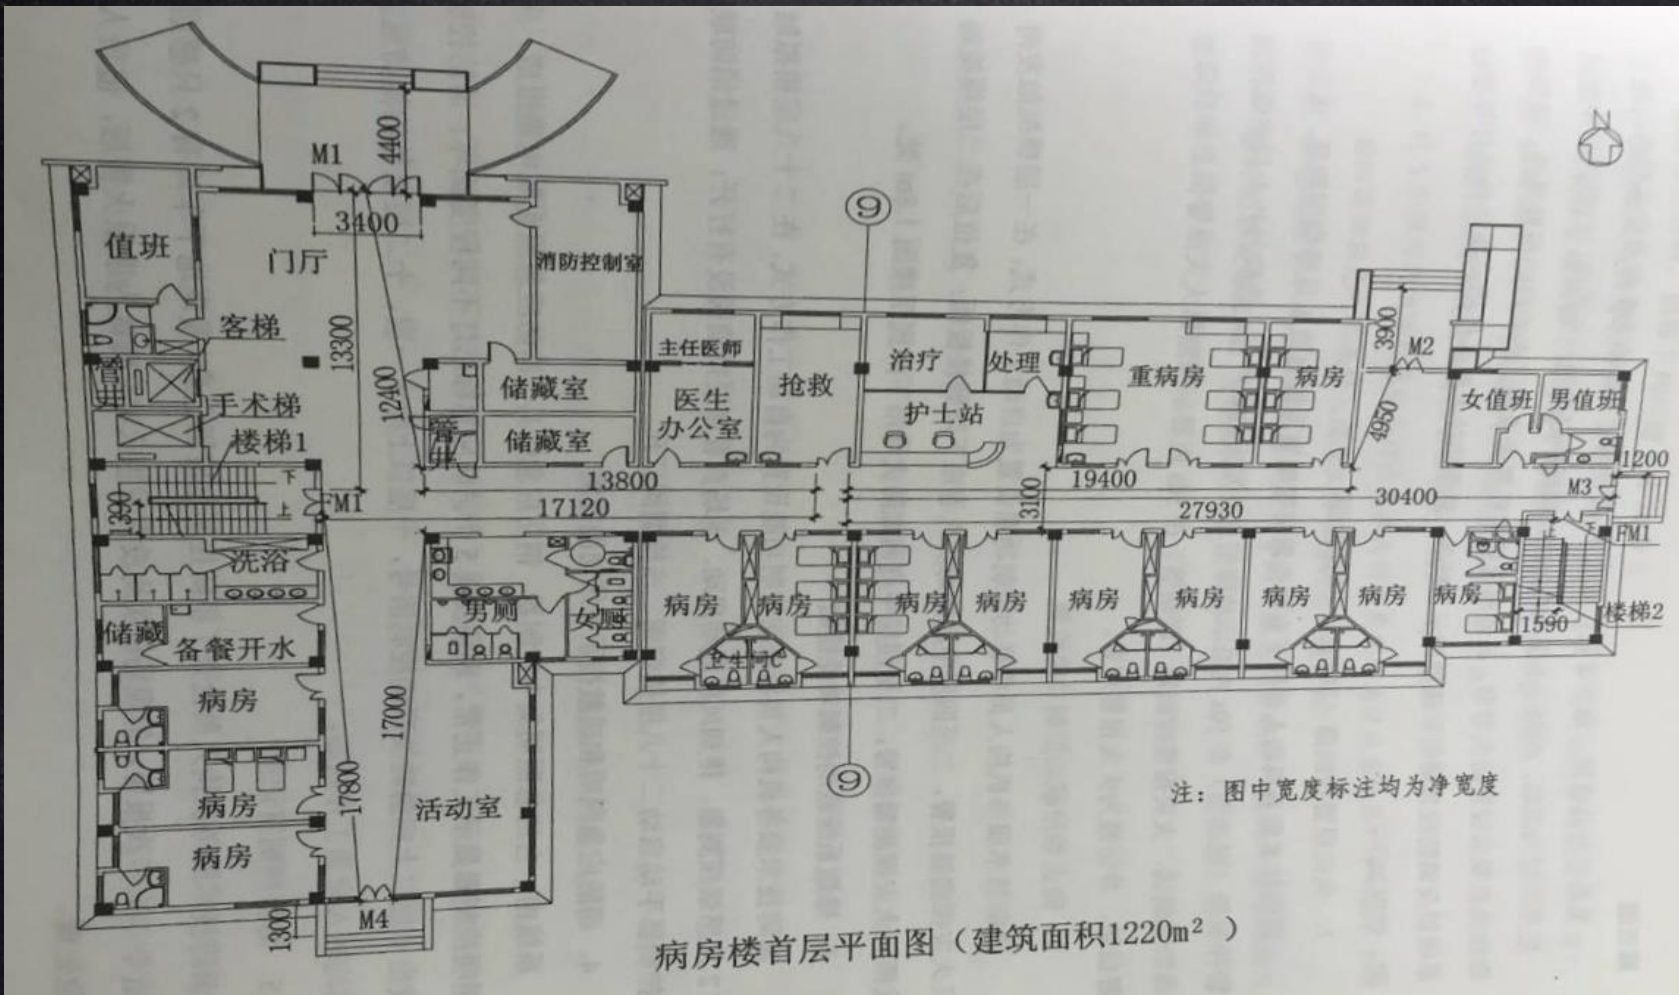 M1
4400
N
3400
值班
门厅
消防控制室
⑨
3900
M2
客梯
13300
12400
管井
主任医师
治疗
处理
重病房
病房
抢救
储藏室
手术梯
医生
办公室
护士站
4950
女值班
男值班
楼梯1
管井
储藏室
下
上
1200
13800
19400
30400
M3
1300
FM1
17120
3100
27930
上
下
FM1
洗浴
男厕
女厕
病房
病房
病房
病房
病房
病房
病房
病房
病房
1590
楼梯2
储藏
备餐开水
卫生间C
病房
17000
17800
病房
活动室
⑨
注：图中宽度标注均为净宽度
病房
1300
M4
病房楼首层平面图（建筑面积1220m²）